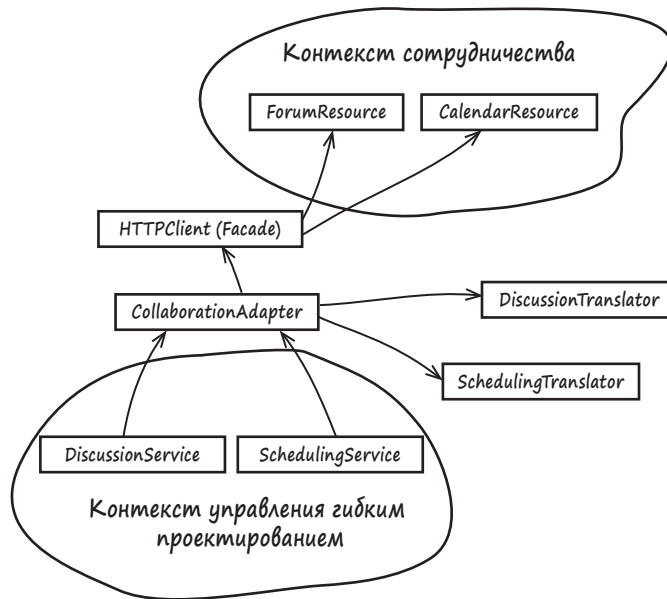 Контекст сотрудничества
ForumResource
CalendarResource
HTTPClient (Facade)
CollaborationAdapter
DiscussionTranslator
SchedulingTranslator
DiscussionService
SchedulingService
Контекст управления гибким
проектированием